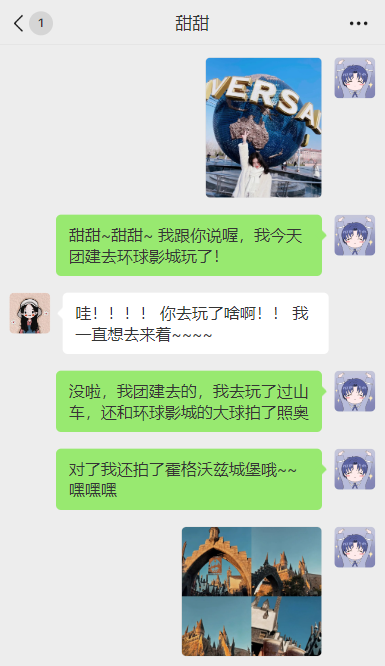 1
甜甜
VERSA
甜甜~甜甜~ 我跟你说喔，我今天
团建去环球影城玩了！
哇！！！！ 你去玩了啥啊！！ 我
一直想去来着~~~~
没啦，我团建去的，我去玩了过山
车，还和环球影城的大球拍了照奥
对了我还拍了霍格沃兹城堡哦~~
嘿嘿嘿